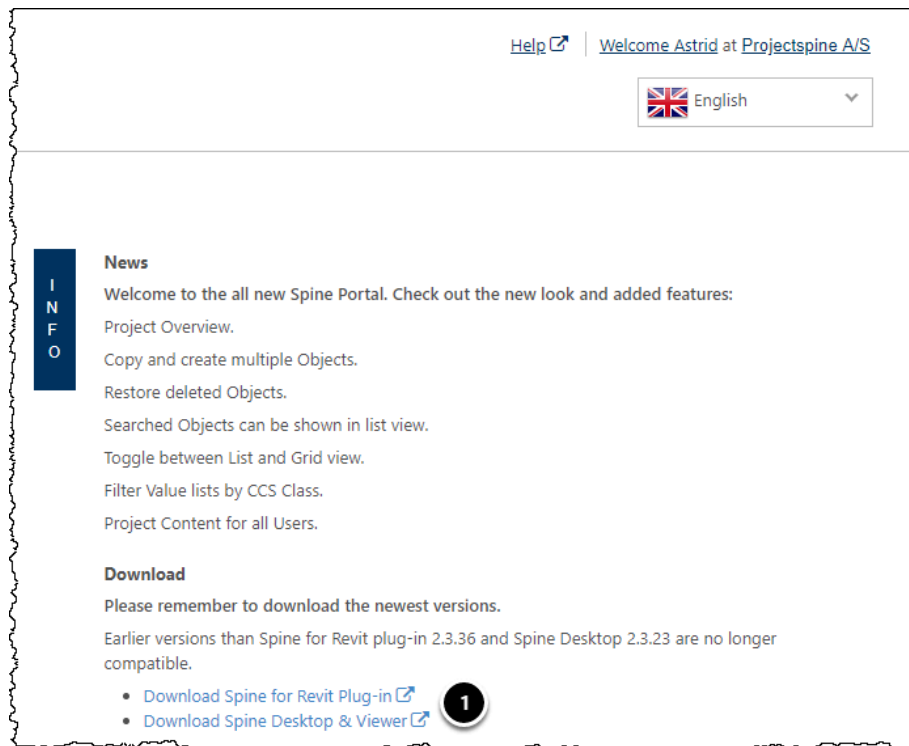 Help
Welcome Astrid at Projectspine A/S
English
INFO
News
Welcome to the all new Spine Portal. Check out the new look and added features:
Project Overview.
Copy and create multiple Objects.
Restore deleted Objects.
Searched Objects can be shown in list view.
Toggle between List and Grid view.
Filter Value lists by CCS Class.
Project Content for all Users.
Download
Please remember to download the newest versions.
Earlier versions than Spine for Revit plug-in 2.3.36 and Spine Desktop 2.3.23 are no longer
compatible.
Download Spine for Revit Plug-in
1
Download Spine Desktop & Viewer